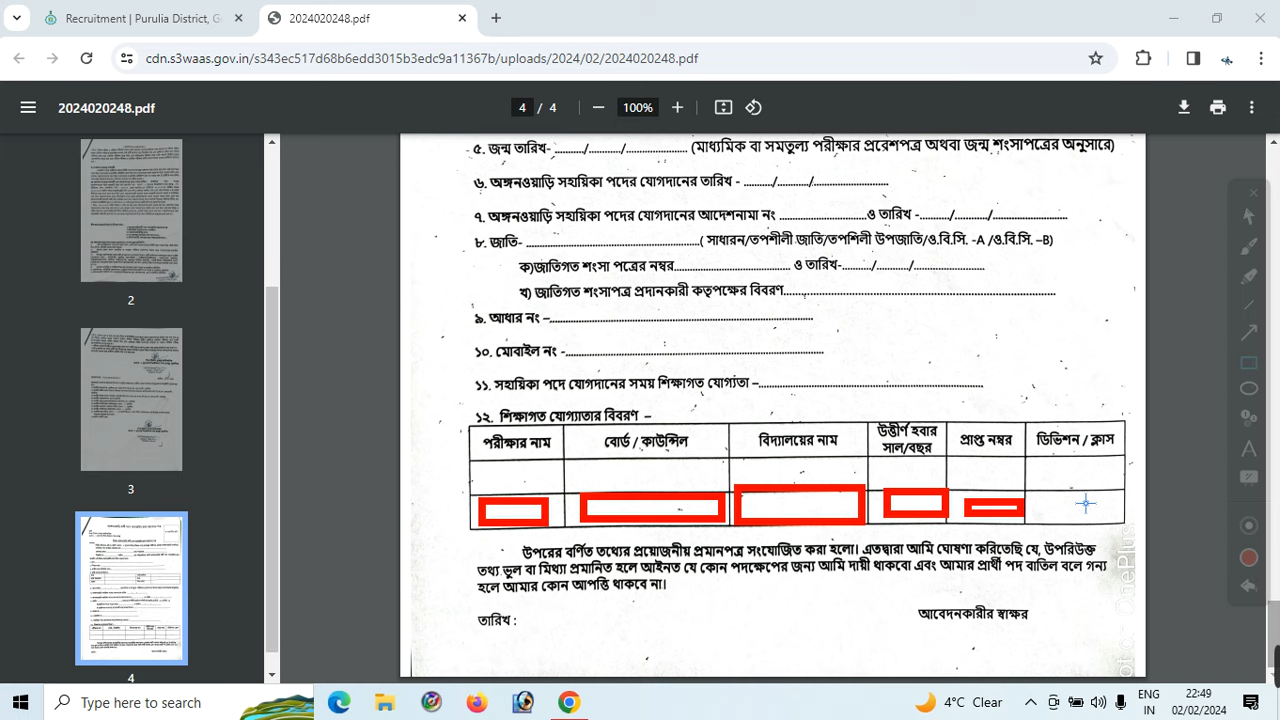 Recruitment | Purulia District, G
2024020248.pdf
cdn.s3waas.gov.in/s343ec517d68b6edd3015b3edc9a11367b/uploads/2024/02/2024020248.pdf
2024020248.pdf
4 / 4
100%
৫. জন্ম তারিখ- ........../.........../.................... (মাধ্যমিক বা সমতুল্য পরীক্ষার প্ররেশপত্র অথবা জন্ম শংসাপত্রের অনুসারে)
৬. অঙ্গনওয়াড়ি সহায়িকা পদের যোগদানের তারিখ - ........../.........../.........................
৭. অঙ্গনওয়াড়ি সহায়িকা পদের যোগদানের আদেশনামা নং .............................ও তারিখ -........../.........../.........................
৮. জাতি- ..........................................................( সাধারন/তপশীলী জাতি/তপশিলী উপজাতি/ও.বি.সি. -A /ও.বি.সি. –B)
ক)জাতিগত শংসা পত্রের নম্বর....................................... ও তারিখ-........../.........../........................
খ) জাতিগত শংসাপত্র প্রদানকারী কতৃপক্ষের বিবরণ...........................................................................................
৯. আধার নং –........................................................................................
১০. মোবাইল নং -......................................................................................
১১. সহায়িকা পদে যোগদানের সময় শিক্ষাগত যোগ্যতা –...........................................................................
১২. শিক্ষাগত যোগ্যতার বিবরণ –
পরীক্ষার নাম বোর্ড / কাউন্সিল বিদ্যালয়ের নাম উত্তীর্ণ হবার সাল/বছর প্রাপ্ত নম্বর ডিভিশন / ক্লাস
উপরের বর্ণিত তথ্যের প্রয়োজনীয় প্রমানপত্র সংযোজিত করা হলো। এতদ্বারা আমি ঘোষণা করিতেছি যে, উপরিউক্ত
তথ্য ভুল বা মিথ্যা প্রমানিত হলে আইনত যে কোন পদক্ষেপের জন্য আমি দায়ী থাকবো এবং আমার প্রার্থী পদ বাতিল বলে গন্য
হলে আমার কোন আপত্তি থাকবে না।
তারিখ :
আবেদনকারীর স্বাক্ষর
2
3
4
Type here to search
4°C Clear
ENG
IN
22:49
02/02/2024